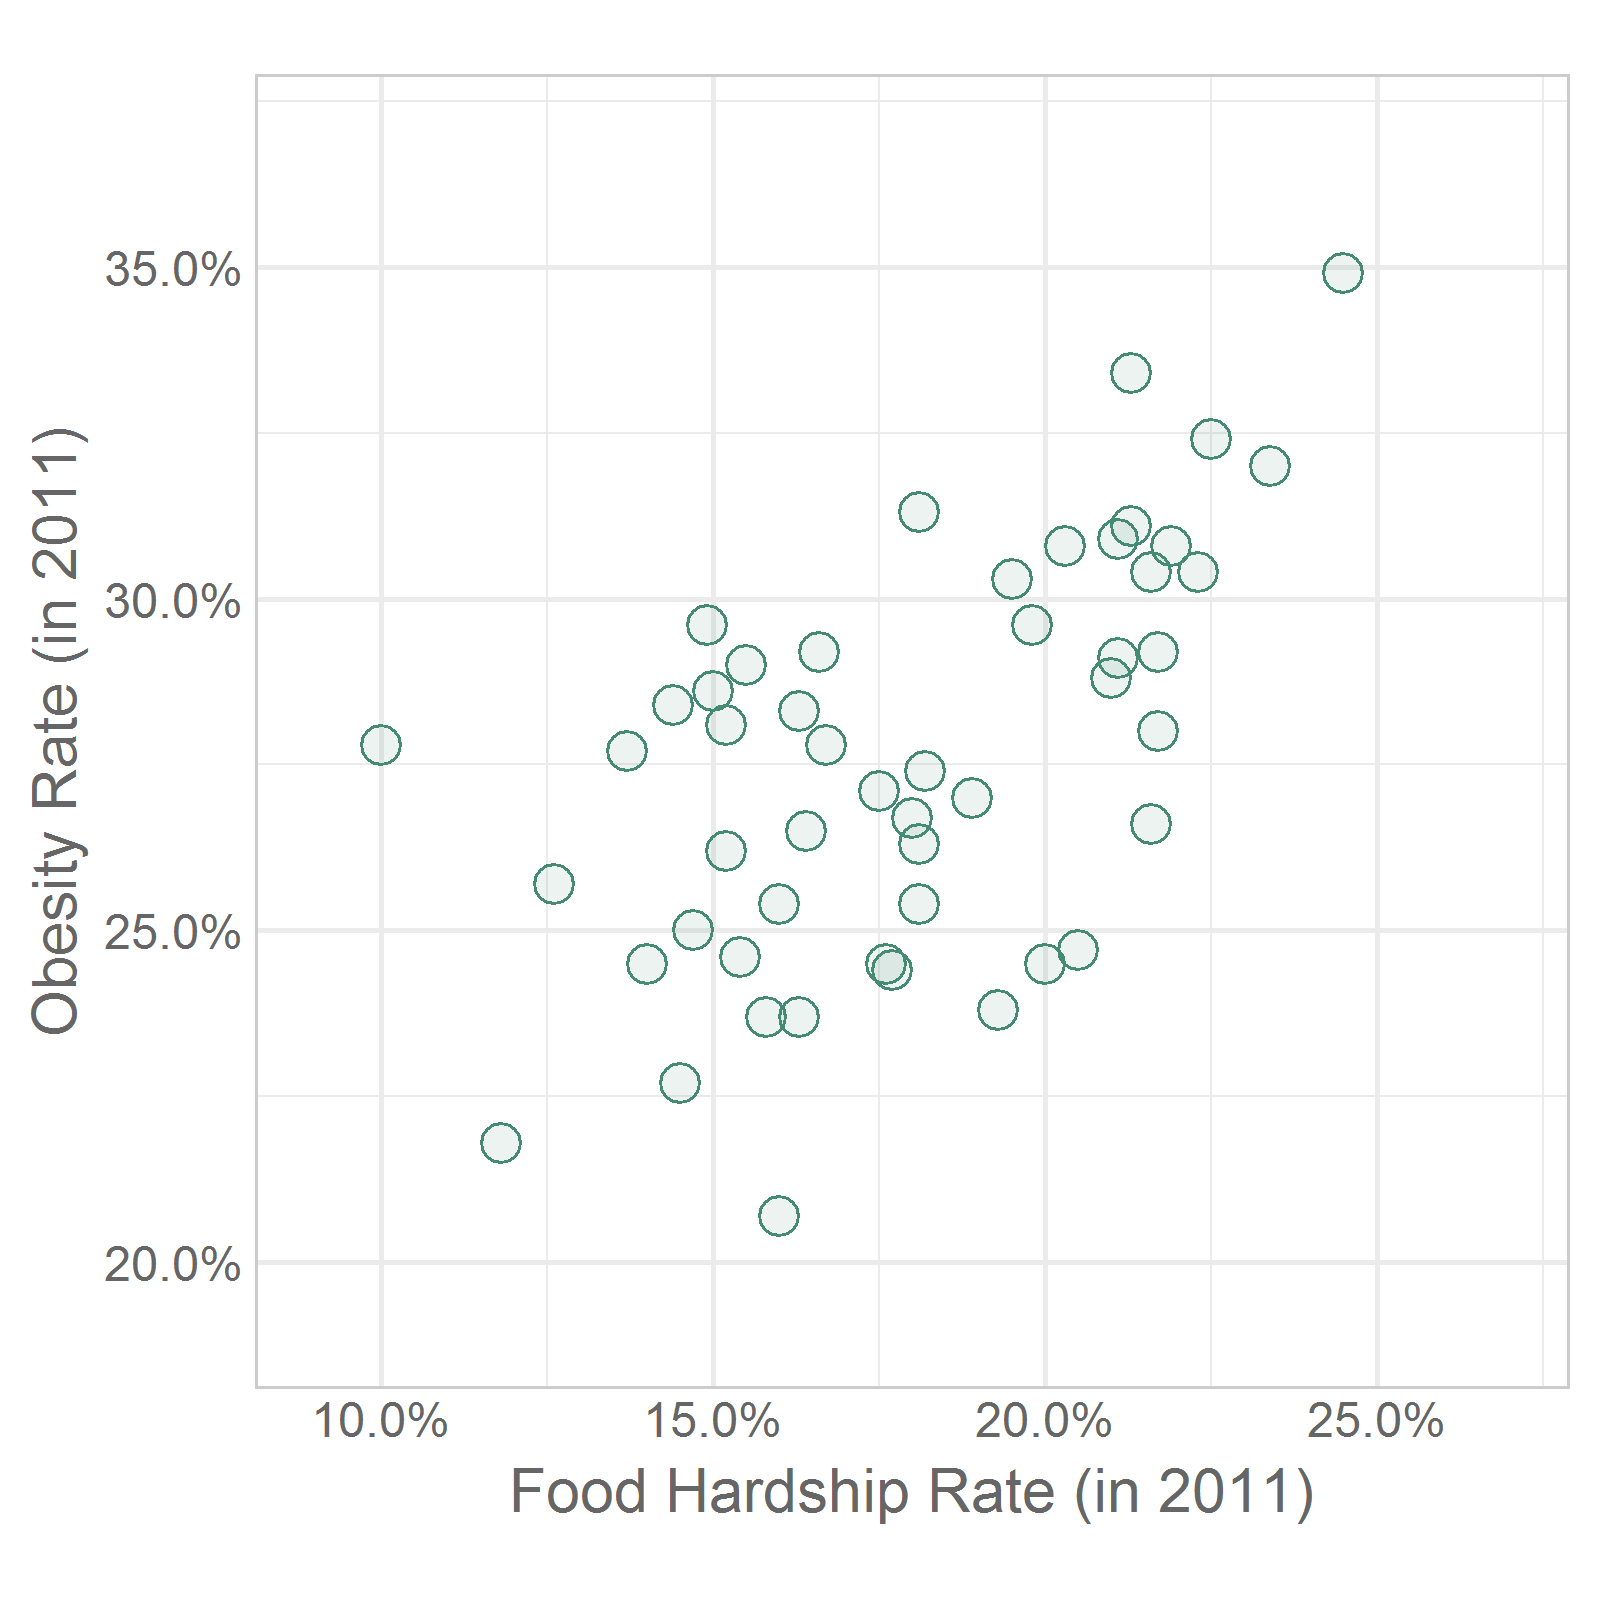 35.0%
30.0%
25.0%
20.0%
Obesity Rate (in 2011)
10.0% 15.0% 20.0% 25.0%
Food Hardship Rate (in 2011)